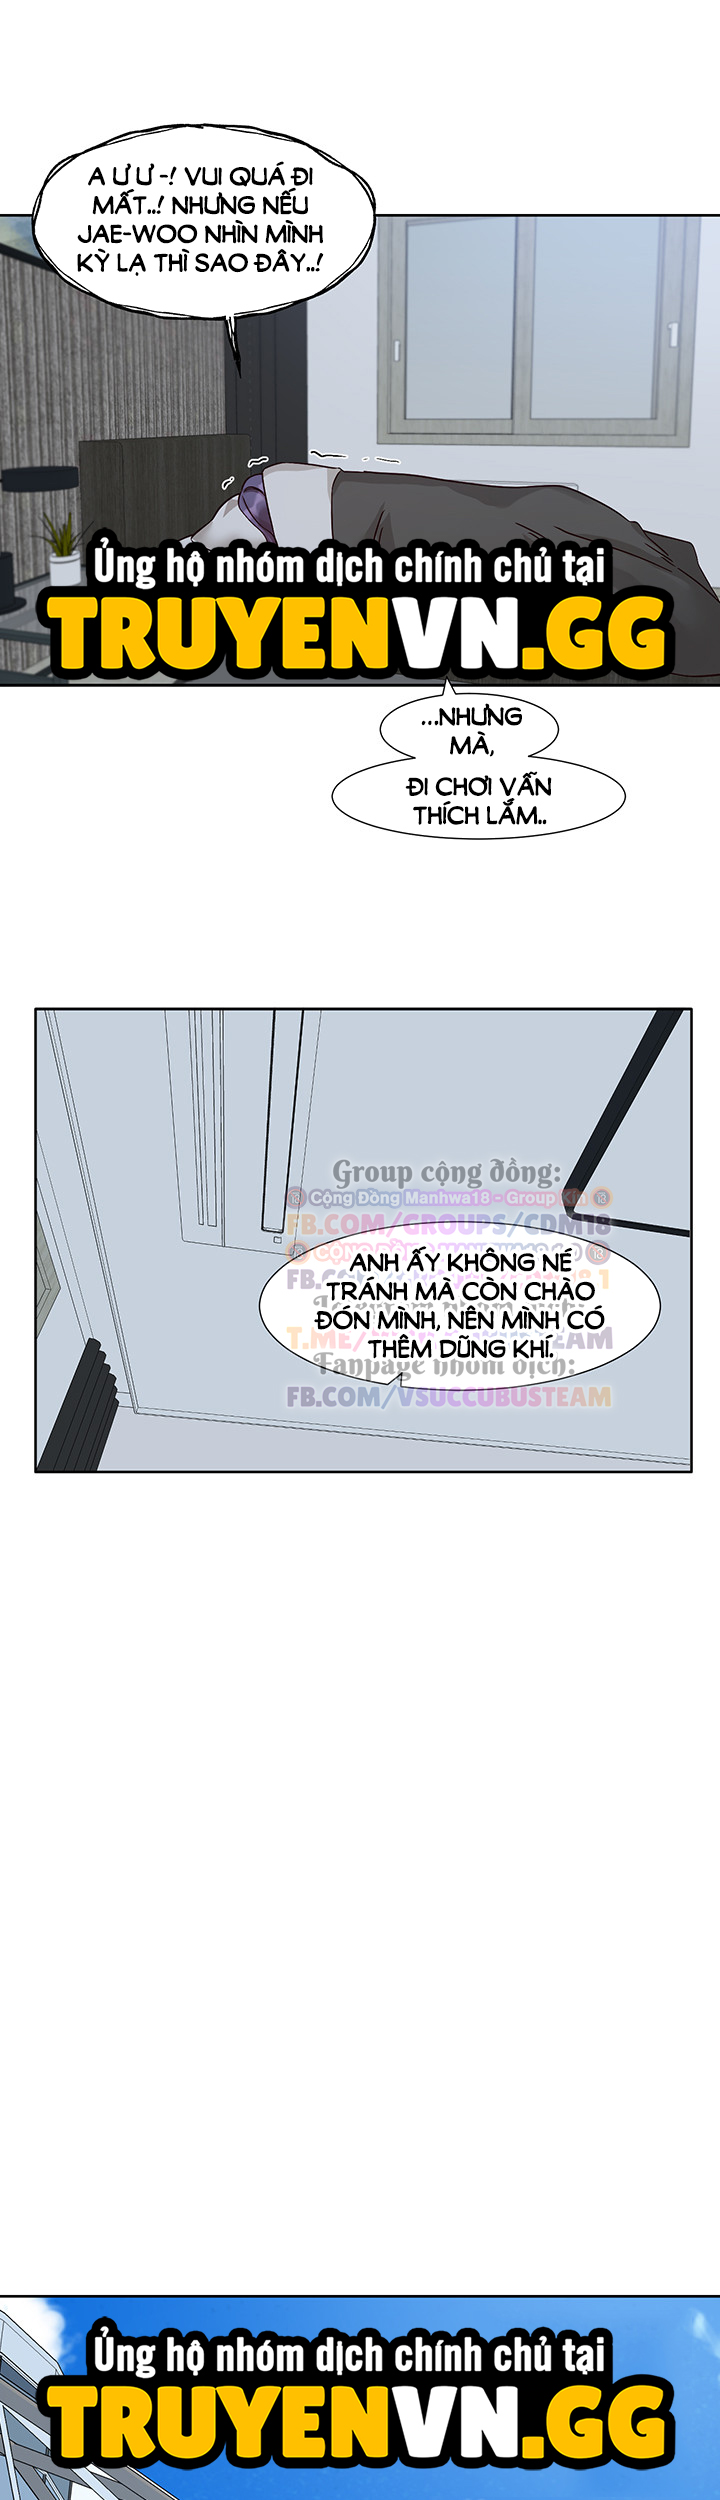 A Ư Ư -! VUI QUÁ ĐI
MẤT..! NHƯNG NẾU
JAE-WOO NHÌN MÌNH
KỲ LẠ THÌ SAO ĐÂY..!
Ủng hộ nhóm dịch chính chủ tại
TRUYENVN.GG
...NHƯNG
MÀ,
ĐI CHƠI VẪN
THÍCH LẮM..
Group cộng đồng:
Cộng Đồng Manhwa18 - Group Kín
FB.COM/GROUPS/CDM18
ANH ẤY KHÔNG NÉ
TRÁNH MÀ CÒN CHÀO
ĐÓN MÌNH, NÊN MÌNH CÓ
THÊM DŨNG KHÍ.
Fanpage nhóm dịch:
FB.COM/VSUCCUBUSTEAM
Ủng hộ nhóm dịch chính chủ tại
TRUYENVN.GG